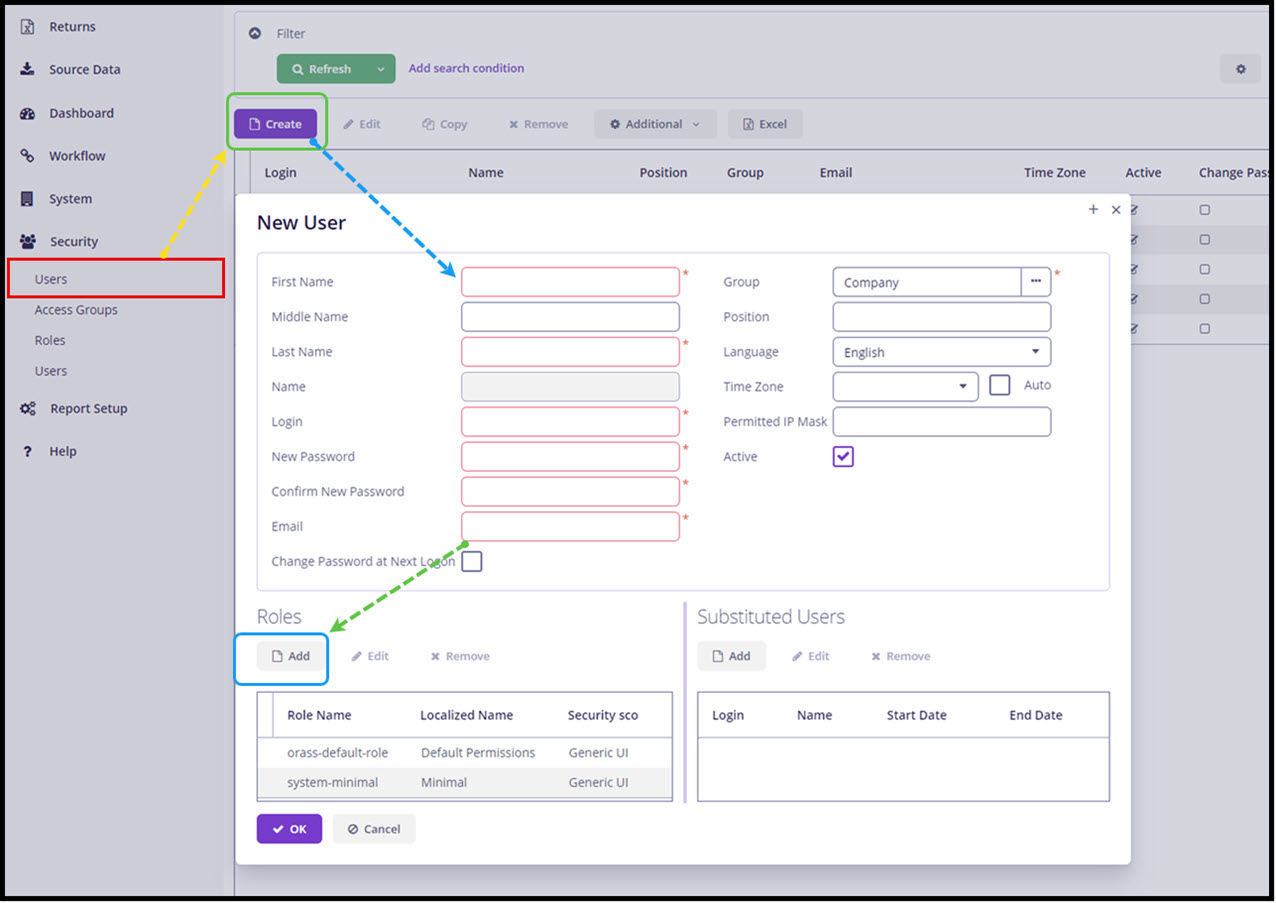 Returns
Source Data
Dashboard
Workflow
System
Security
Users
Access Groups
Roles
Users
Report Setup
? Help
Filter
Refresh
Add search condition
Create Edit Copy Remove Additional Excel
Login Name Position Group Email Time Zone Active Change Pas
New User
First Name * Group Company ... *
Middle Name Position
Last Name * Language English
Name Time Zone Auto
Login * Permitted IP Mask
New Password * Active
Confirm New Password *
Email *
Change Password at Next Logon
Roles
Add Edit Remove
Role Name Localized Name Security sco
orass-default-role Default Permissions Generic UI
system-minimal Minimal Generic UI
Substituted Users
Add Edit Remove
Login Name Start Date End Date
OK Cancel